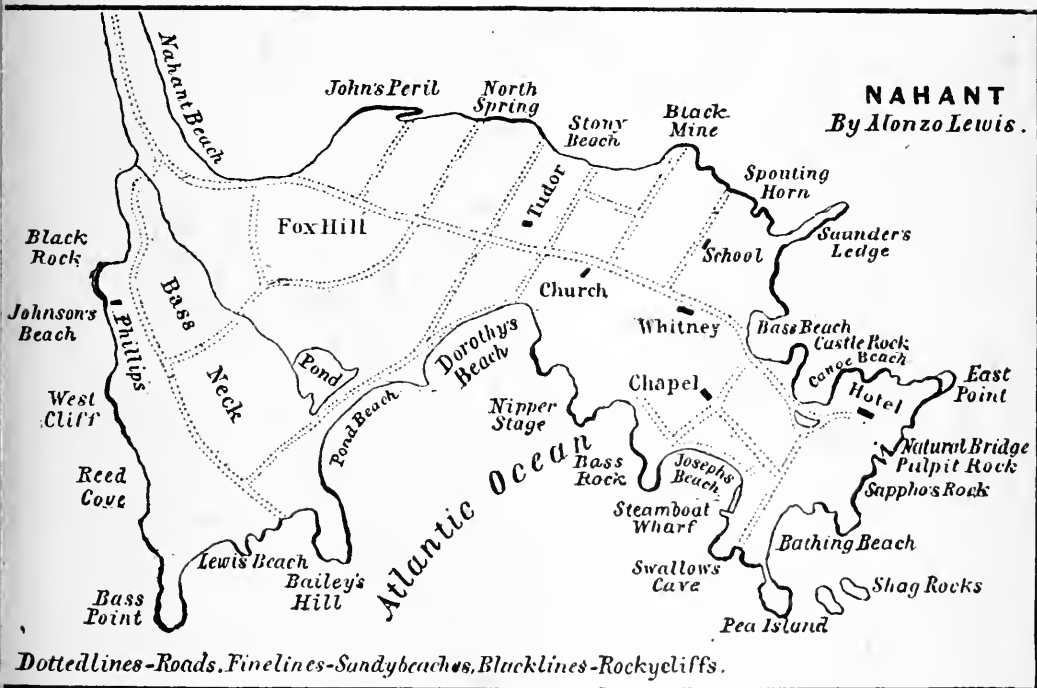 NAHANT
By Alonzo Lewis.
Nahant Beach
John's Peril
North
Spring
Stony
Beach
Black
Mine
Spouting
Horn
Saunder's
Ledge
Tudor
Fox Hill
School
Black
Rock
Bass
Neck
Church
Whitney
Johnson's
Beach
Phillips
Bass Beach
Castle Rock
Canoe Beach
Pond
Dorothy's
Beach
Chapel
Hotel
East
Point
West
Cliff
Pond Beach
Nipper
Stage
Natural Bridge
Pulpit Rock
Sappho's Rock
Bass
Rock
Josephs
Beach
Reed
Cove
Atlantic Ocean
Steamboat
Wharf
Bathing Beach
Lewis Beach
Bailey's
Hill
Swallows
Cave
Shag Rocks
Bass
Point
Pea Island
Dotted lines-Roads. Fine lines-Sandy beaches. Black lines-Rocky cliffs.